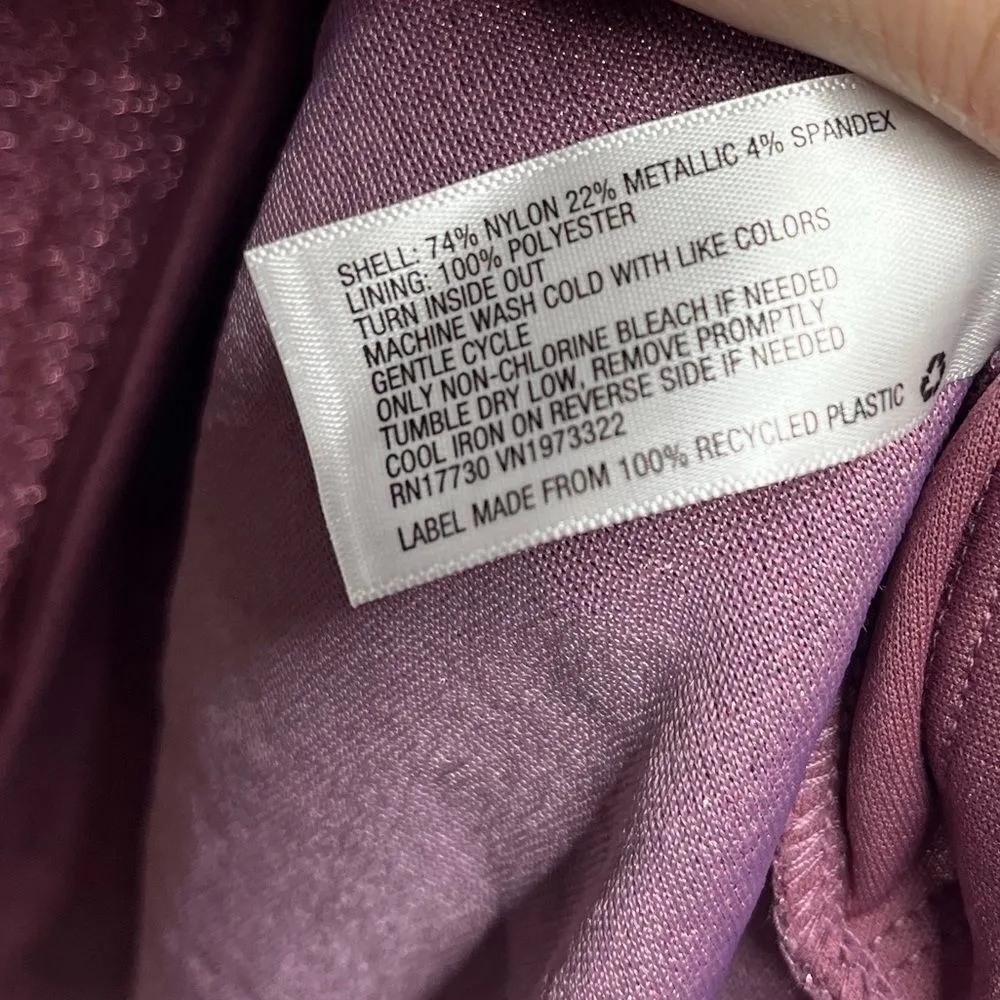 SHELL: 74% NYLON 22% METALLIC 4% SPANDEX
LINING: 100% POLYESTER
TURN INSIDE OUT
MACHINE WASH COLD WITH LIKE COLORS
GENTLE CYCLE
ONLY NON-CHLORINE BLEACH IF NEEDED
TUMBLE DRY LOW, REMOVE PROMPTLY
COOL IRON ON REVERSE SIDE IF NEEDED
RN17730 VN1973322
LABEL MADE FROM 100% RECYCLED PLASTIC